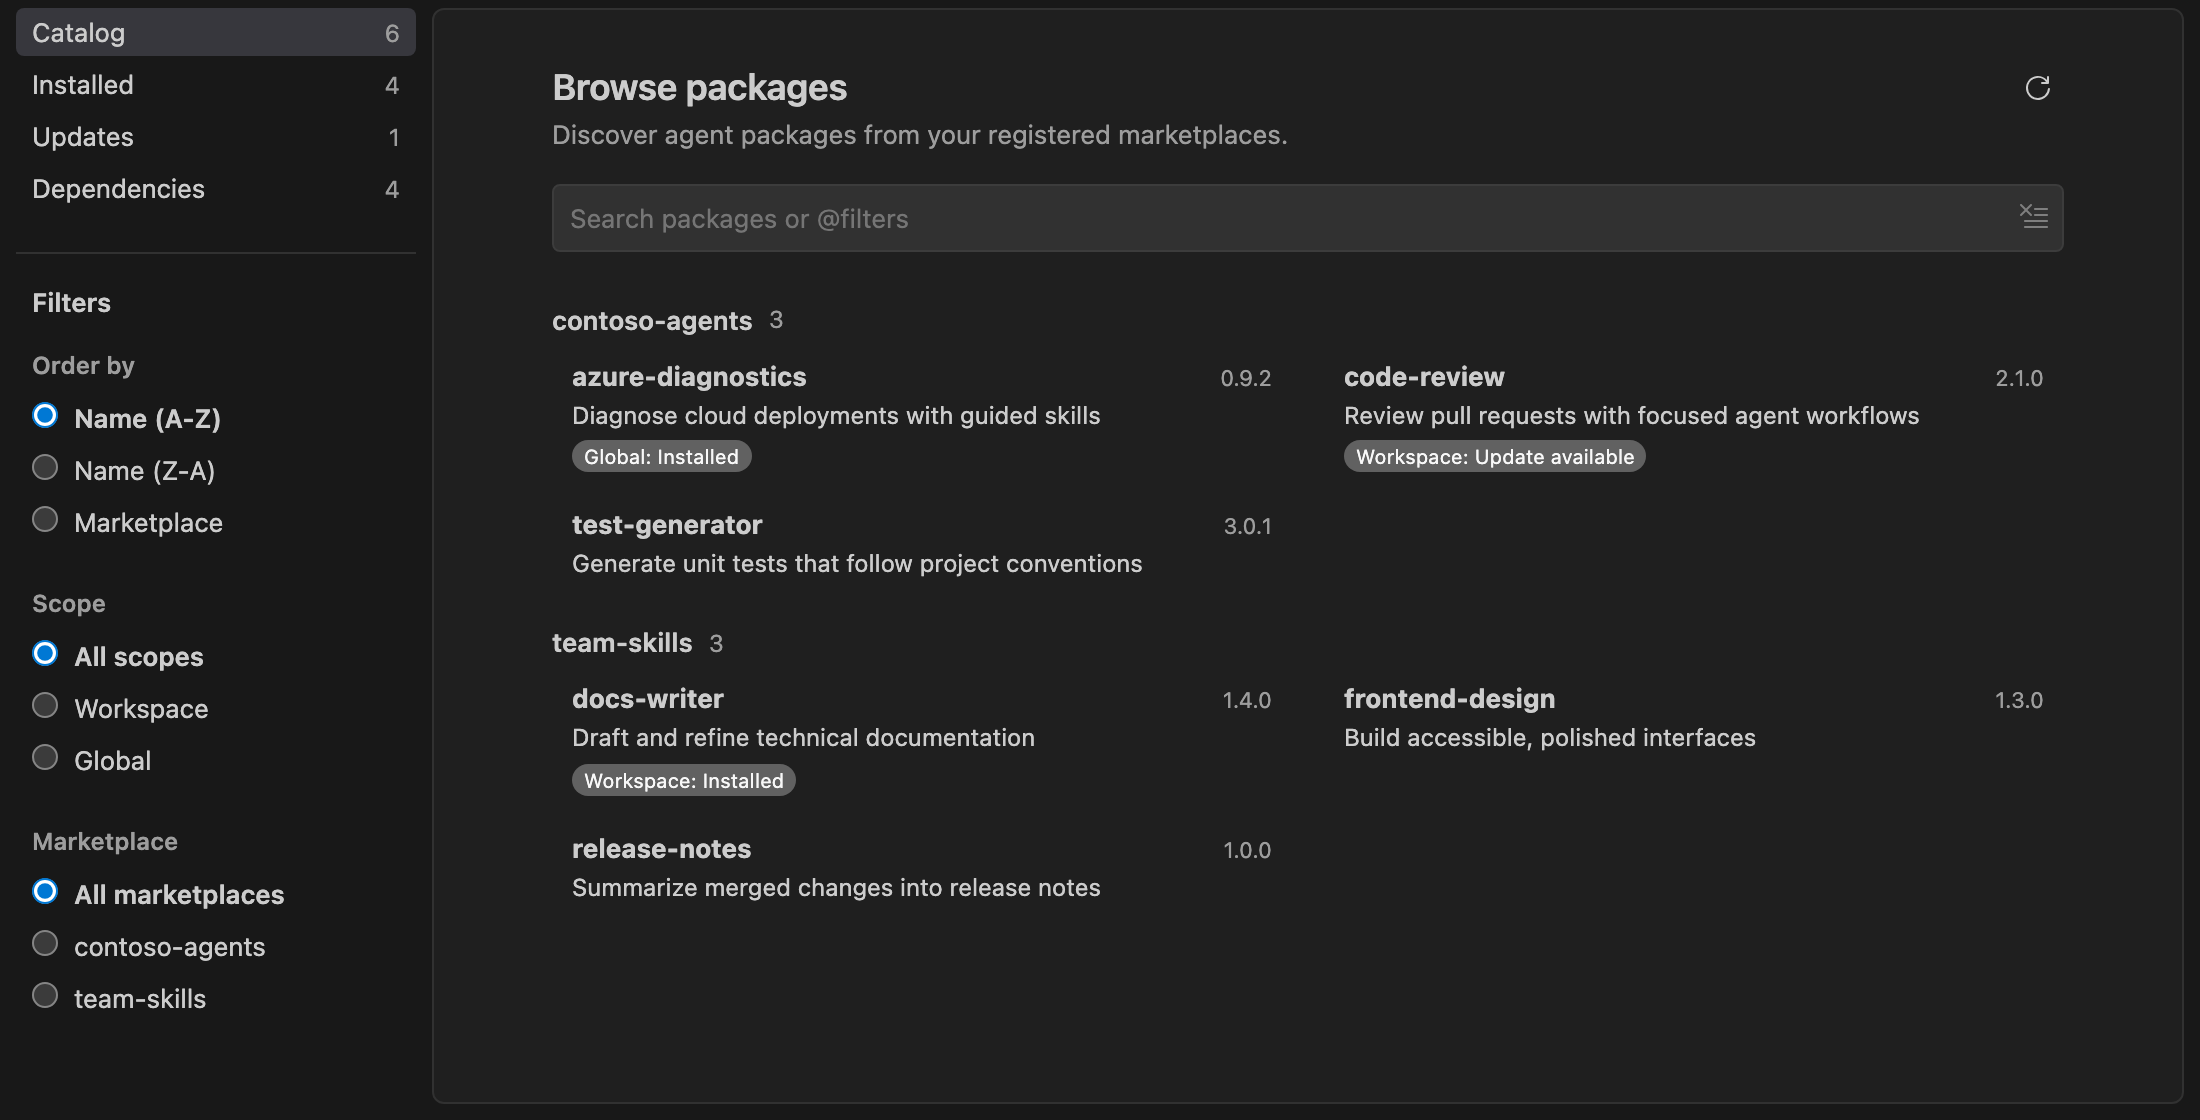 Catalog 6
Installed 4
Updates 1
Dependencies 4
Filters
Order by
Name (A-Z)
Name (Z-A)
Marketplace
Scope
All scopes
Workspace
Global
Marketplace
All marketplaces
contoso-agents
team-skills
Browse packages
Discover agent packages from your registered marketplaces.
Search packages or @filters
contoso-agents 3
azure-diagnostics 0.9.2
Diagnose cloud deployments with guided skills
Global: Installed
code-review 2.1.0
Review pull requests with focused agent workflows
Workspace: Update available
test-generator 3.0.1
Generate unit tests that follow project conventions
team-skills 3
docs-writer 1.4.0
Draft and refine technical documentation
Workspace: Installed
frontend-design 1.3.0
Build accessible, polished interfaces
release-notes 1.0.0
Summarize merged changes into release notes